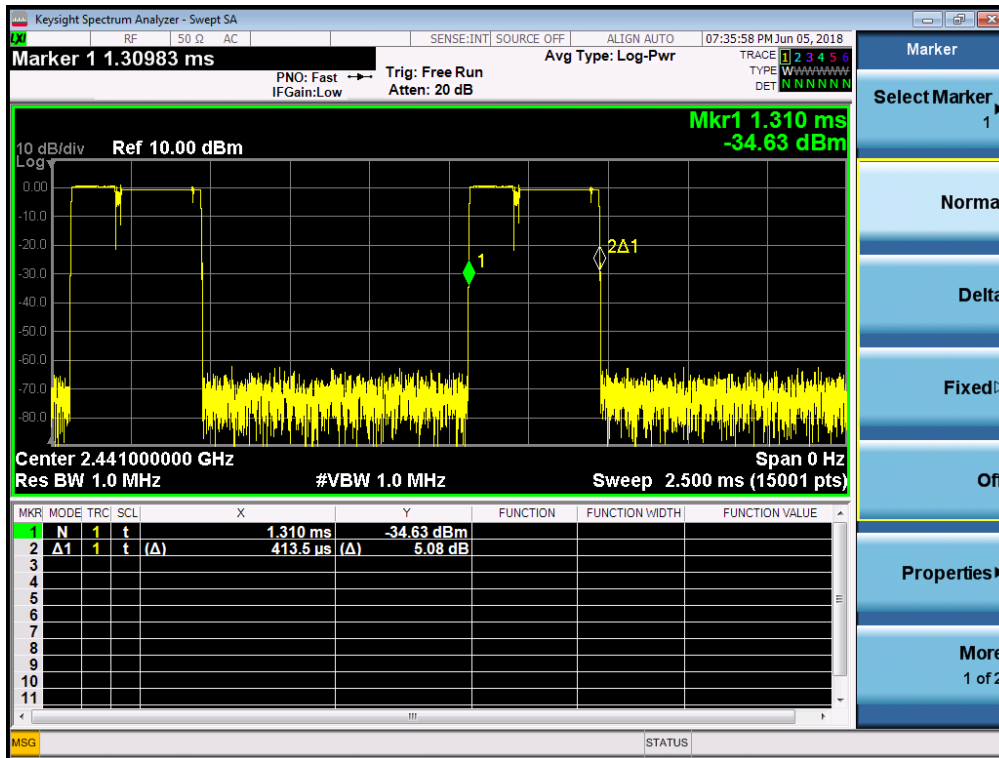 Keysight Spectrum Analyzer - Swept SA
LXI RF 50 Ω AC SENSE:INT SOURCE OFF ALIGN AUTO 07:35:58 PM Jun 05, 2018
Marker 1 1.30983 ms
PNO: Fast
IFGain:Low
Trig: Free Run
Atten: 20 dB
Avg Type: Log-Pwr
TRACE 1 2 3 4 5 6
TYPE W
DET N N N N N N
Mkr1 1.310 ms
-34.63 dBm
10 dB/div Ref 10.00 dBm
Log
0.00
-10.0
-20.0
-30.0
-40.0
-50.0
-60.0
-70.0
-80.0
1
2Δ1
Center 2.441000000 GHz Span 0 Hz
Res BW 1.0 MHz #VBW 1.0 MHz Sweep 2.500 ms (15001 pts)
MKR MODE TRC SCL X Y FUNCTION FUNCTION WIDTH FUNCTION VALUE
1 N 1 t 1.310 ms -34.63 dBm
2 Δ1 1 t (Δ) 413.5 µs (Δ) 5.08 dB
3
4
5
6
7
8
9
10
11
MSG STATUS
Marker
Select Marker
1
Norma
Delta
Fixed
Off
Properties
More
1 of 2